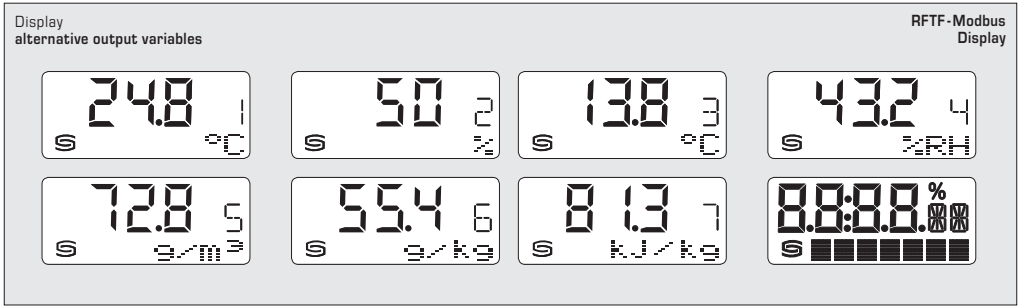 Display
alternative output variables
RFTF-Modbus
Display
24.8 1
°C
50 2
%
13.8 3
°C
43.2 4
%RH
72.8 5
g/m³
55.4 6
g/kg
81.3 7
kJ/kg
8.8:8.8.%